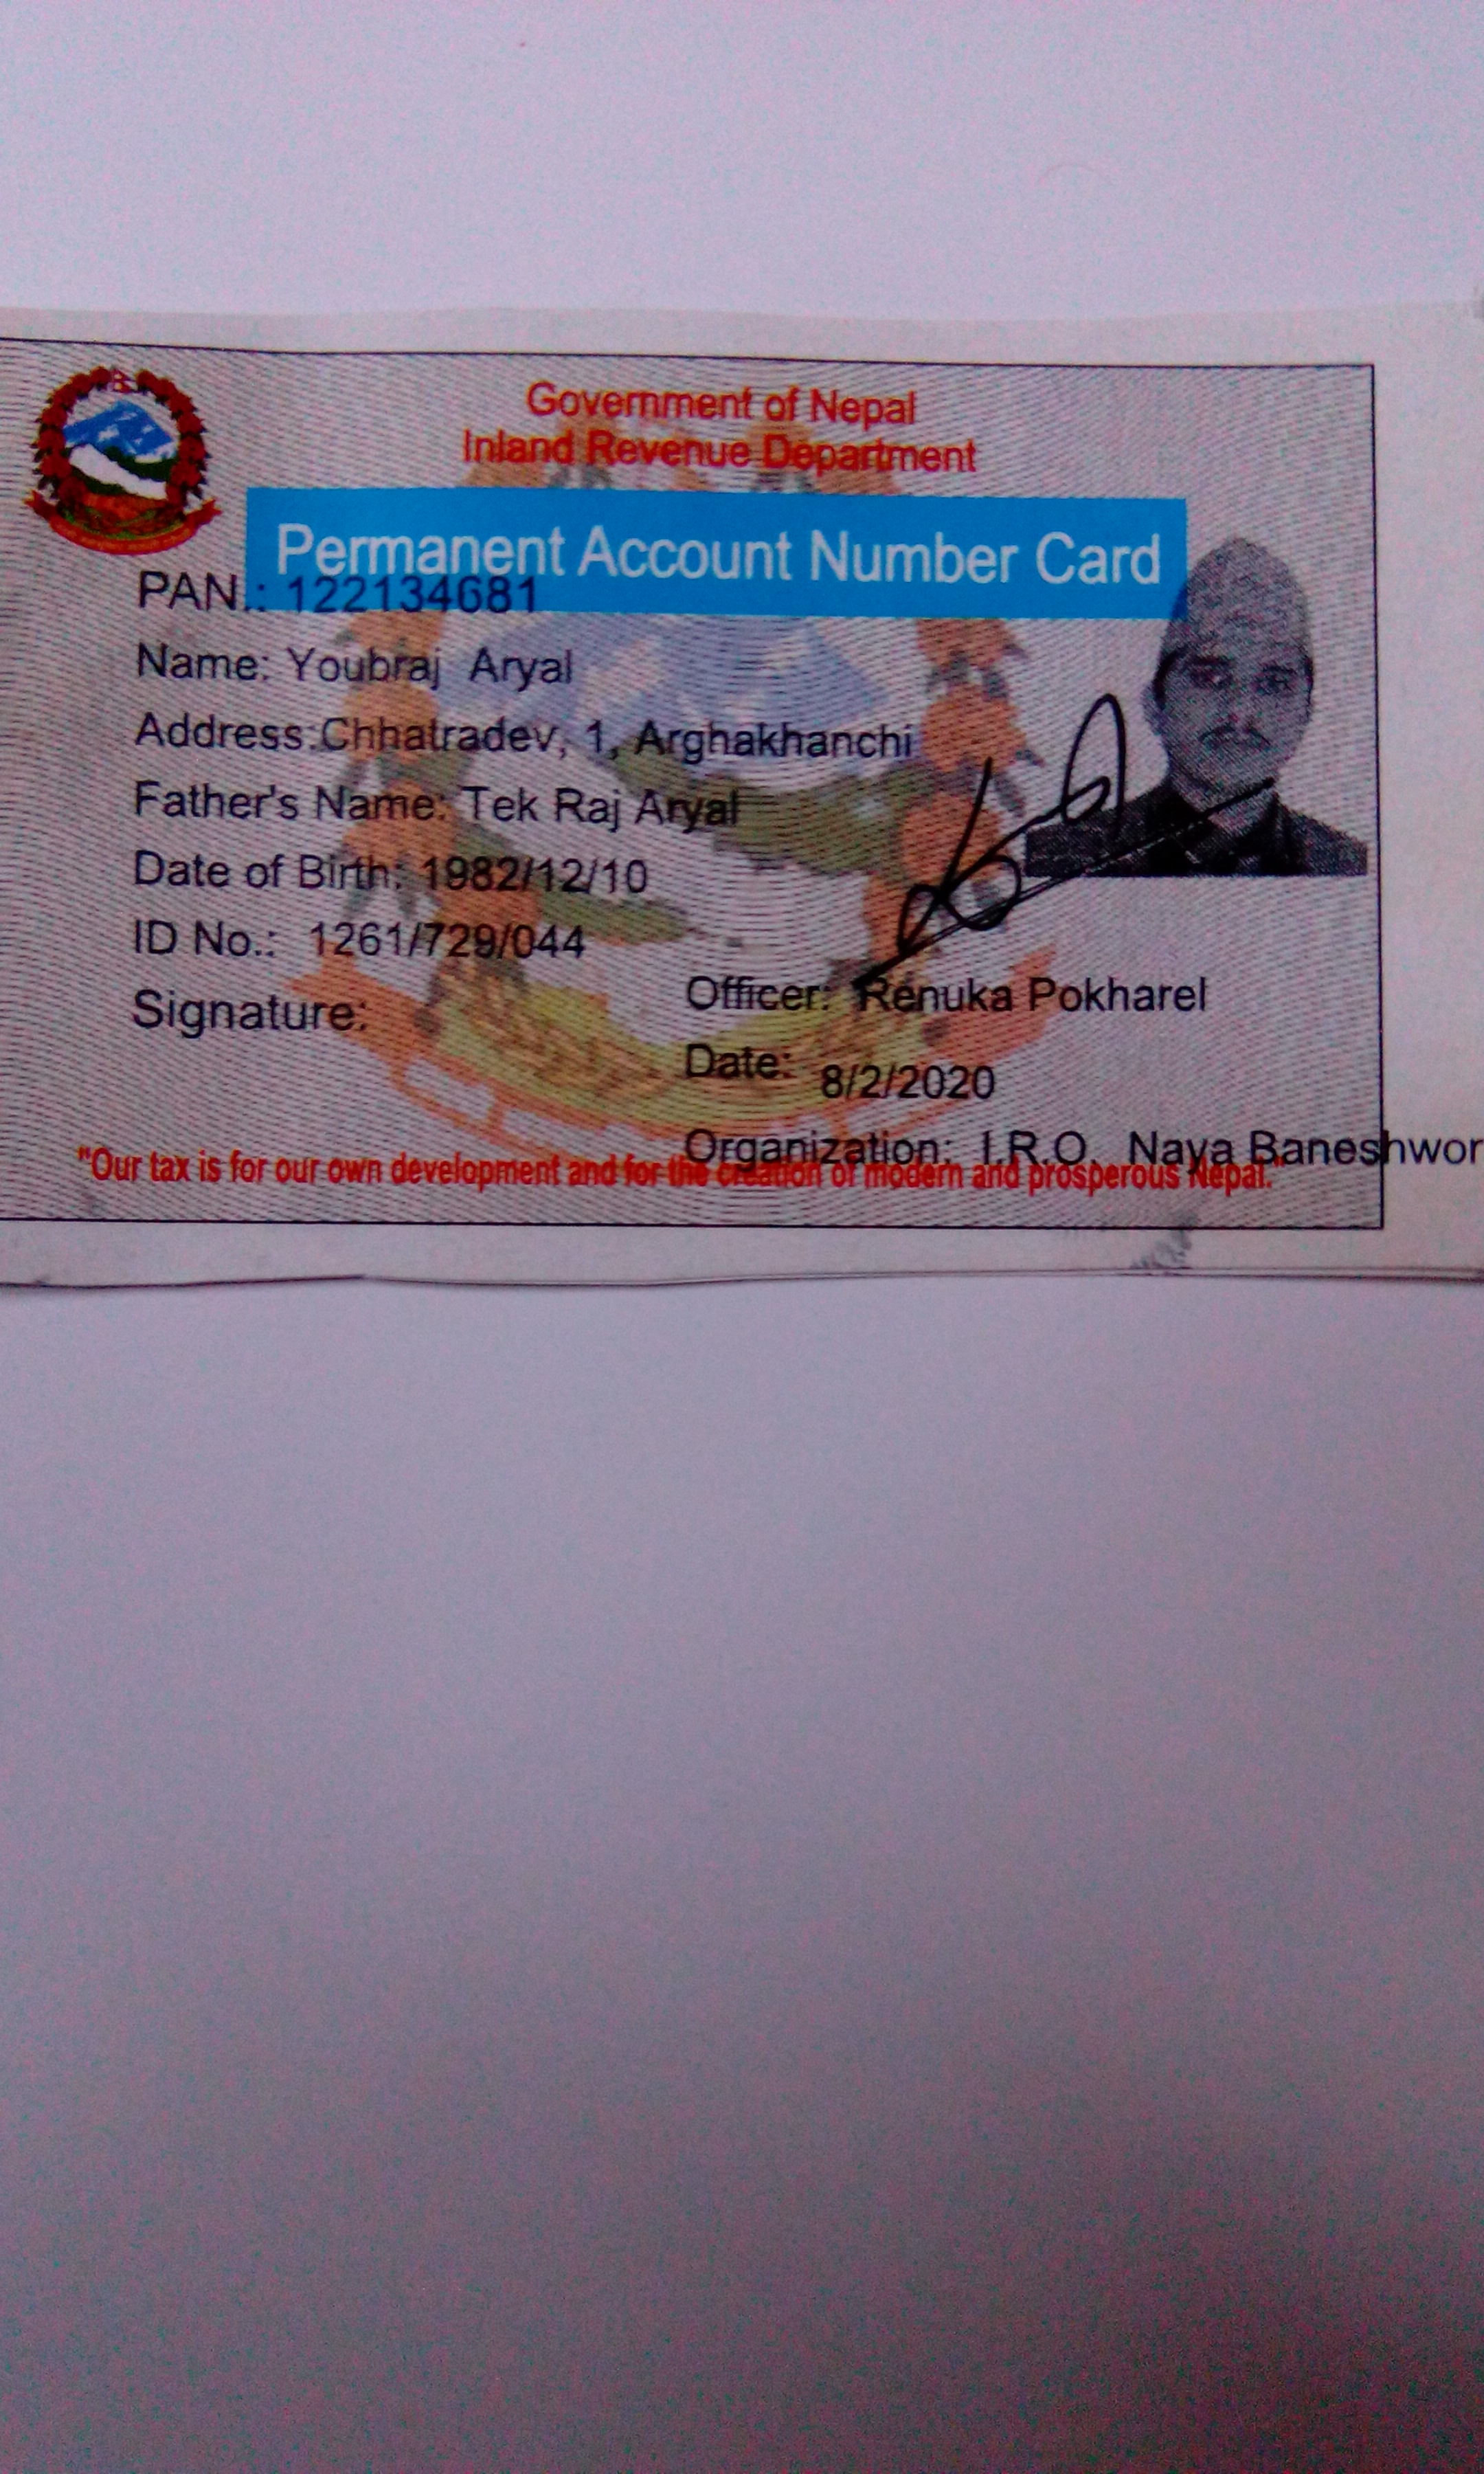 Government of Nepal
Inland Revenue Department
Permanent Account Number Card
PAN.: 122134681
Name: Youbraj Aryal
Address:Chhatradev, 1, Arghakhanchi
Father's Name: Tek Raj Aryal
Date of Birth: 1982/12/10
ID No.: 1261/729/044
Signature:
Officer: Renuka Pokharel
Date: 8/2/2020
Organization: I.R.O. Naya Baneshwor
"Our tax is for our own development and for the creation of modern and prosperous Nepal."